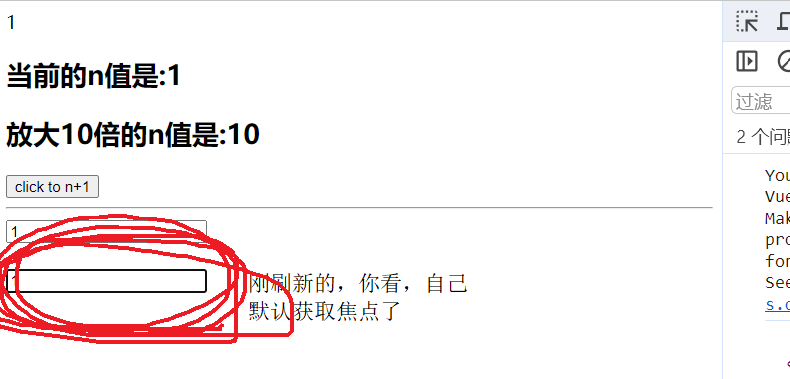 1
当前的n值是:1
放大10倍的n值是:10
click to n+1
1
1
刚刷新的，你看，自己
默认获取焦点了
过滤
2 个问
You
Vue
Mak
pro
for
See
s.c